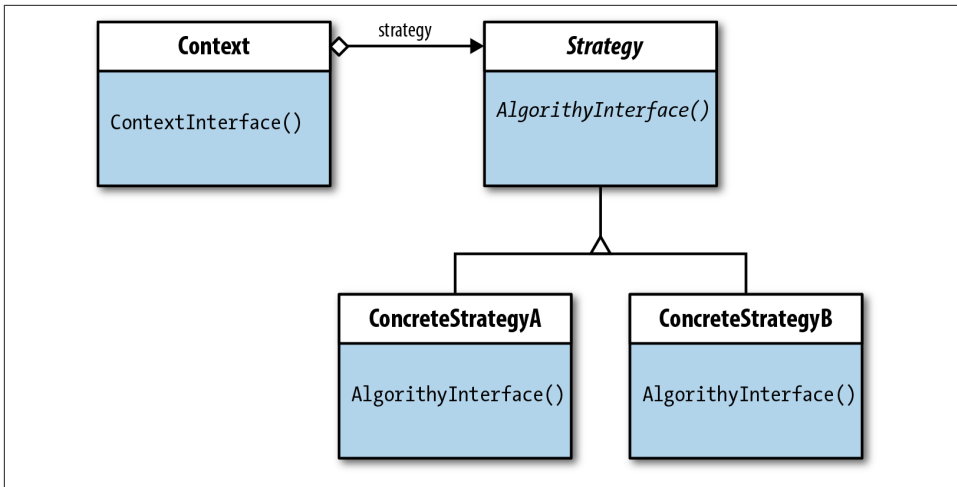 Context
strategy
Strategy
ContextInterface()
AlgorithyInterface()
ConcreteStrategyA
ConcreteStrategyB
AlgorithyInterface()
AlgorithyInterface()